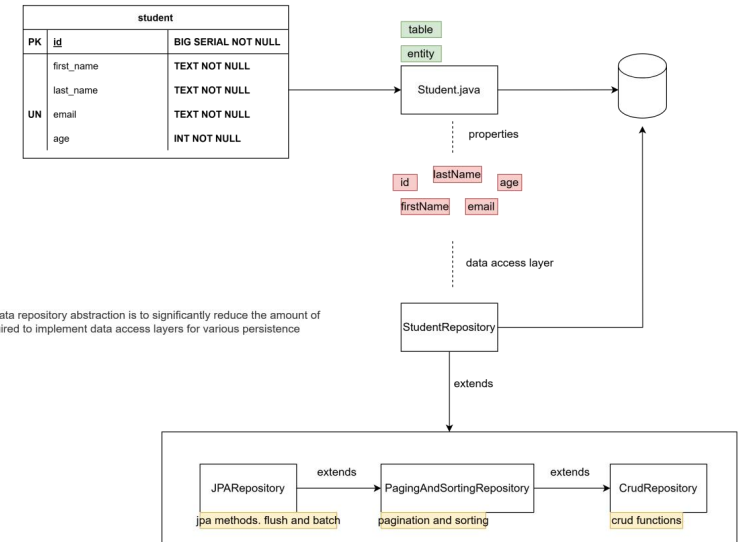 student
PK id BIG SERIAL NOT NULL
first_name TEXT NOT NULL
last_name TEXT NOT NULL
UN email TEXT NOT NULL
age INT NOT NULL
table
entity
Student.java
properties
id lastName age
firstName email
data access layer
ata repository abstraction is to significantly reduce the amount of
ired to implement data access layers for various persistence
StudentRepository
extends
JPARepository extends PagingAndSortingRepository extends CrudRepository
jpa methods. flush and batch pagination and sorting crud functions